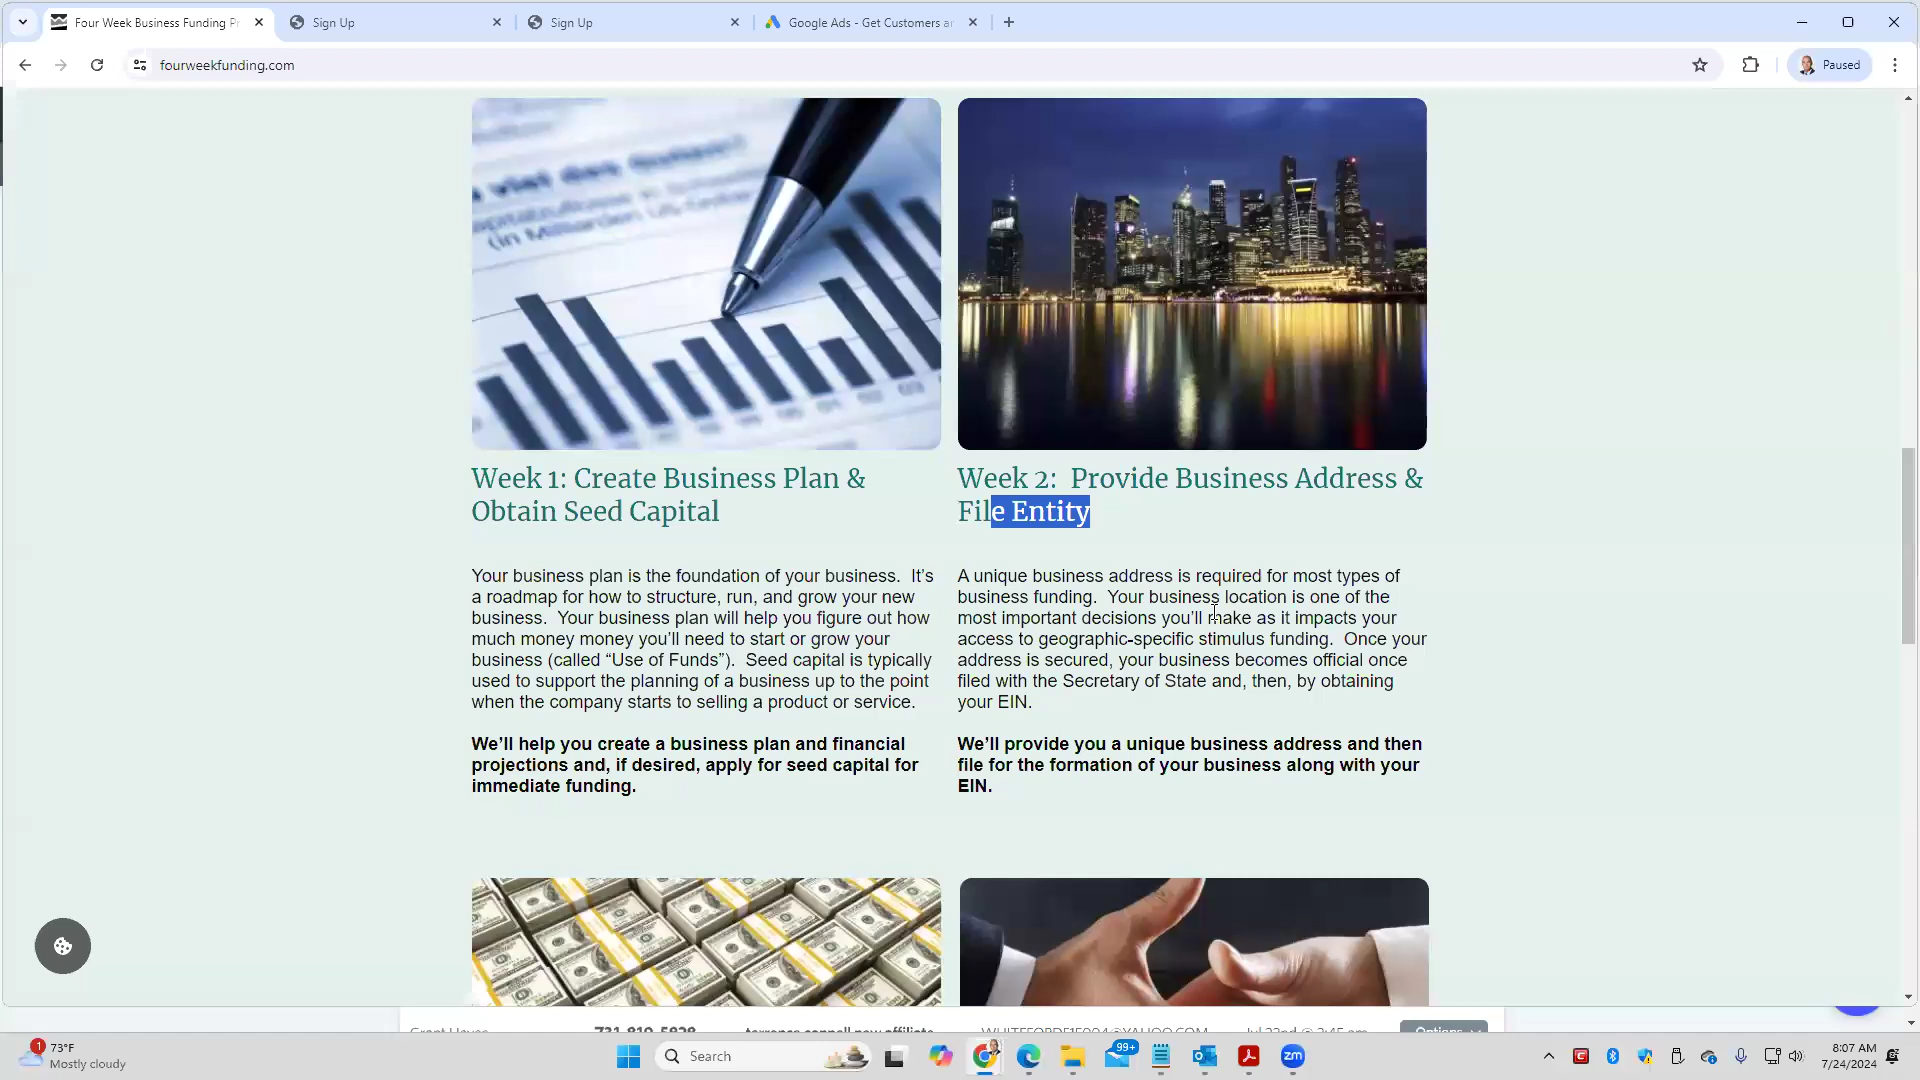 Four Week Business Funding Pr
Sign Up
Sign Up
Google Ads - Get Customers an
fourweekfunding.com
Paused
viet das
(in Milliarden US-
Week 1: Create Business Plan &
Obtain Seed Capital
Your business plan is the foundation of your business.  It's
a roadmap for how to structure, run, and grow your new
business.  Your business plan will help you figure out how
much money money you'll need to start or grow your
business (called “Use of Funds”).  Seed capital is typically
used to support the planning of a business up to the point
when the company starts to selling a product or service.
We'll help you create a business plan and financial
projections and, if desired, apply for seed capital for
immediate funding.
Week 2:  Provide Business Address &
File Entity
A unique business address is required for most types of
business funding.  Your business location is one of the
most important decisions you'll make as it impacts your
access to geographic-specific stimulus funding.  Once your
address is secured, your business becomes official once
filed with the Secretary of State and, then, by obtaining
your EIN.
We'll provide you a unique business address and then
file for the formation of your business along with your
EIN.
1
73°F
Mostly cloudy
Search
99+
zm
8:07 AM
7/24/2024